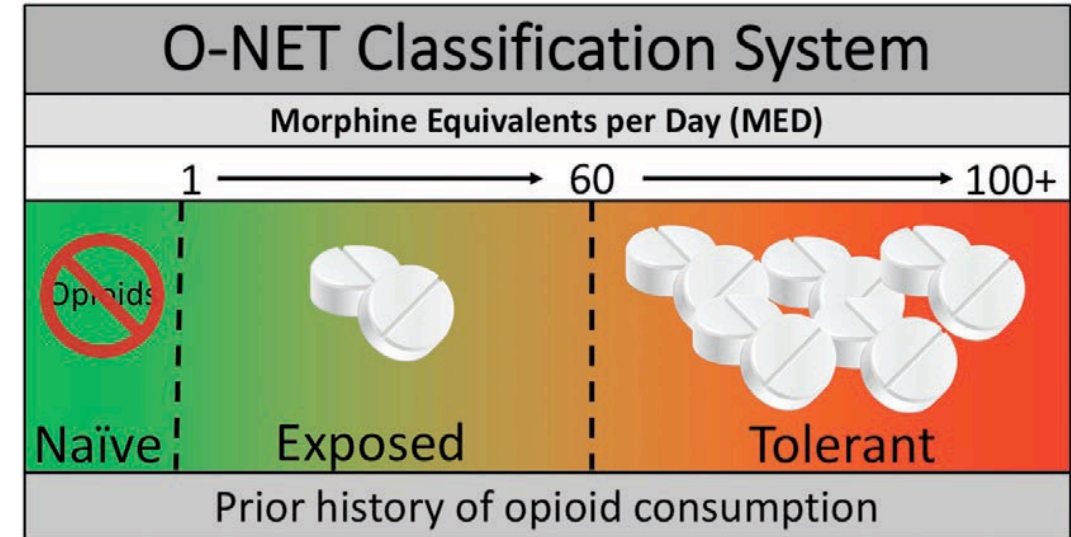 O-NET Classification System
Morphine Equivalents per Day (MED)
1 60 100+
Opioids
Naïve Exposed Tolerant
Prior history of opioid consumption